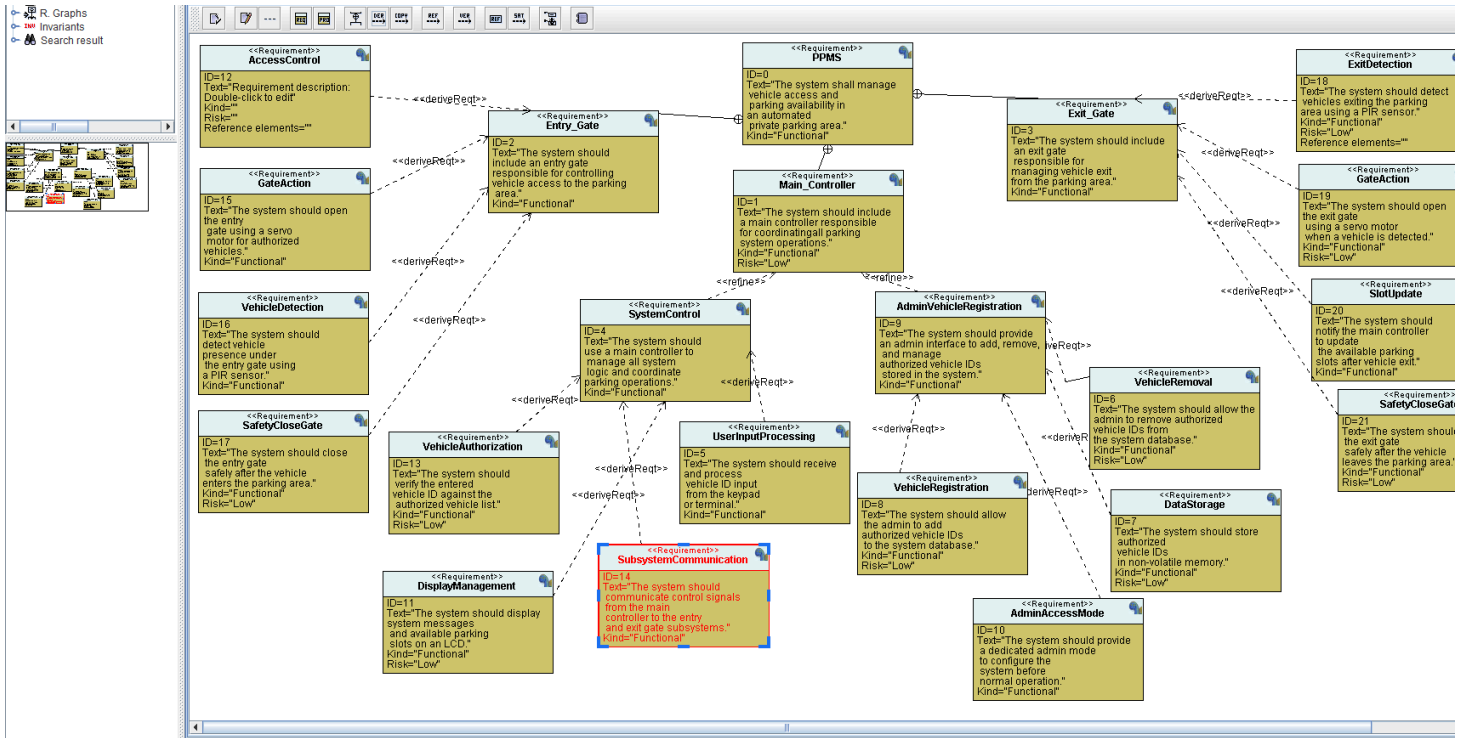 R. Graphs
Invariants
Search result
<<Requirement>>
AccessControl
ID=12
Text="Requirement description:
Double-click to edit"
Kind=""
Risk=""
Reference elements=""
<<Requirement>>
GateAction
ID=15
Text="The system should open
the entry
gate using a servo
motor for authorized
vehicles."
Kind="Functional"
<<Requirement>>
VehicleDetection
ID=16
Text="The system should
detect vehicle
presence under
the entry gate using
a PIR sensor."
Kind="Functional"
<<Requirement>>
SafetyCloseGate
ID=17
Text="The system should close
the entry gate
safely after the vehicle
enters the parking area."
Kind="Functional"
Risk="Low"
<<deriveReqt>>
<<deriveReqt>>
<<deriveReqt>>
<<deriveReqt>>
<<Requirement>>
Entry_Gate
ID=2
Text="The system should
include an entry gate
responsible for controlling
vehicle access to the parking
area."
Kind="Functional"
<<Requirement>>
PPMS
ID=0
Text="The system shall manage
vehicle access and
parking availability in
an automated
private parking area."
Kind="Functional"
<<Requirement>>
Main_Controller
ID=1
Text="The system should include
a main controller responsible
for coordinatingall parking
system operations."
Kind="Functional"
Risk="Low"
<<refine>>
<<refine>>
<<Requirement>>
SystemControl
ID=4
Text="The system should
use a main controller to
manage all system
logic and coordinate
parking operations."
Kind="Functional"
<<Requirement>>
AdminVehicleRegistration
ID=9
Text="The system should provide
an admin interface to add, remove,
and manage
authorized vehicle IDs
stored in the system."
Kind="Functional"
<<deriveReqt>>
<<deriveReqt>>
<<deriveReqt>>
<<Requirement>>
VehicleAuthorization
ID=13
Text="The system should
verify the entered
vehicle ID against the
authorized vehicle list."
Kind="Functional"
Risk="Low"
<<Requirement>>
UserInputProcessing
ID=5
Text="The system should receive
and process
vehicle ID input
from the keypad
or terminal."
Kind="Functional"
<<Requirement>>
DisplayManagement
ID=11
Text="The system should display
system messages
and available parking
slots on an LCD."
Kind="Functional"
Risk="Low"
<<Requirement>>
SubsystemCommunication
ID=14
Text="The system should
communicate control signals
from the main
controller to the entry
and exit gate subsystems."
Kind="Functional"
<<deriveReqt>>
eriveReqt>>
iveReqt>>
<<deriveR
<<Requirement>>
VehicleRegistration
ID=8
Text="The system should allow
the admin to add
authorized vehicle IDs
to the system database."
Kind="Functional"
Risk="Low"
<<Requirement>>
VehicleRemoval
ID=6
Text="The system should allow the
admin to remove authorized
vehicle IDs from
the system database."
Kind="Functional"
Risk="Low"
<<Requirement>>
DataStorage
ID=7
Text="The system should store
authorized
vehicle IDs
in non-volatile memory."
Kind="Functional"
Risk="Low"
<<Requirement>>
AdminAccessMode
ID=10
Text="The system should provide
a dedicated admin mode
to configure the
system before
normal operation."
Kind="Functional"
<<Requirement>>
Exit_Gate
ID=3
Text="The system should include
an exit gate
responsible for
managing vehicle exit
from the parking area."
Kind="Functional"
<<deriveReqt>>
<<deriveReqt>>
<<deriveReqt>>
<<deriveReqt>>
<<Requirement>>
ExitDetection
ID=18
Text="The system should detect
vehicles exiting the parking
area using a PIR sensor."
Kind="Functional"
Risk="Low"
Reference elements=""
<<Requirement>>
GateAction
ID=19
Text="The system should open
the exit gate
using a servo motor
when a vehicle is detected."
Kind="Functional"
Risk="Low"
<<Requirement>>
SlotUpdate
ID=20
Text="The system should
notify the main controller
to update
the available parking
slots after vehicle exit."
Kind="Functional"
<<Requirement>>
SafetyCloseGate
ID=21
Text="The system should
the exit gate
safely after the vehicle
leaves the parking area."
Kind="Functional"
Risk="Low"